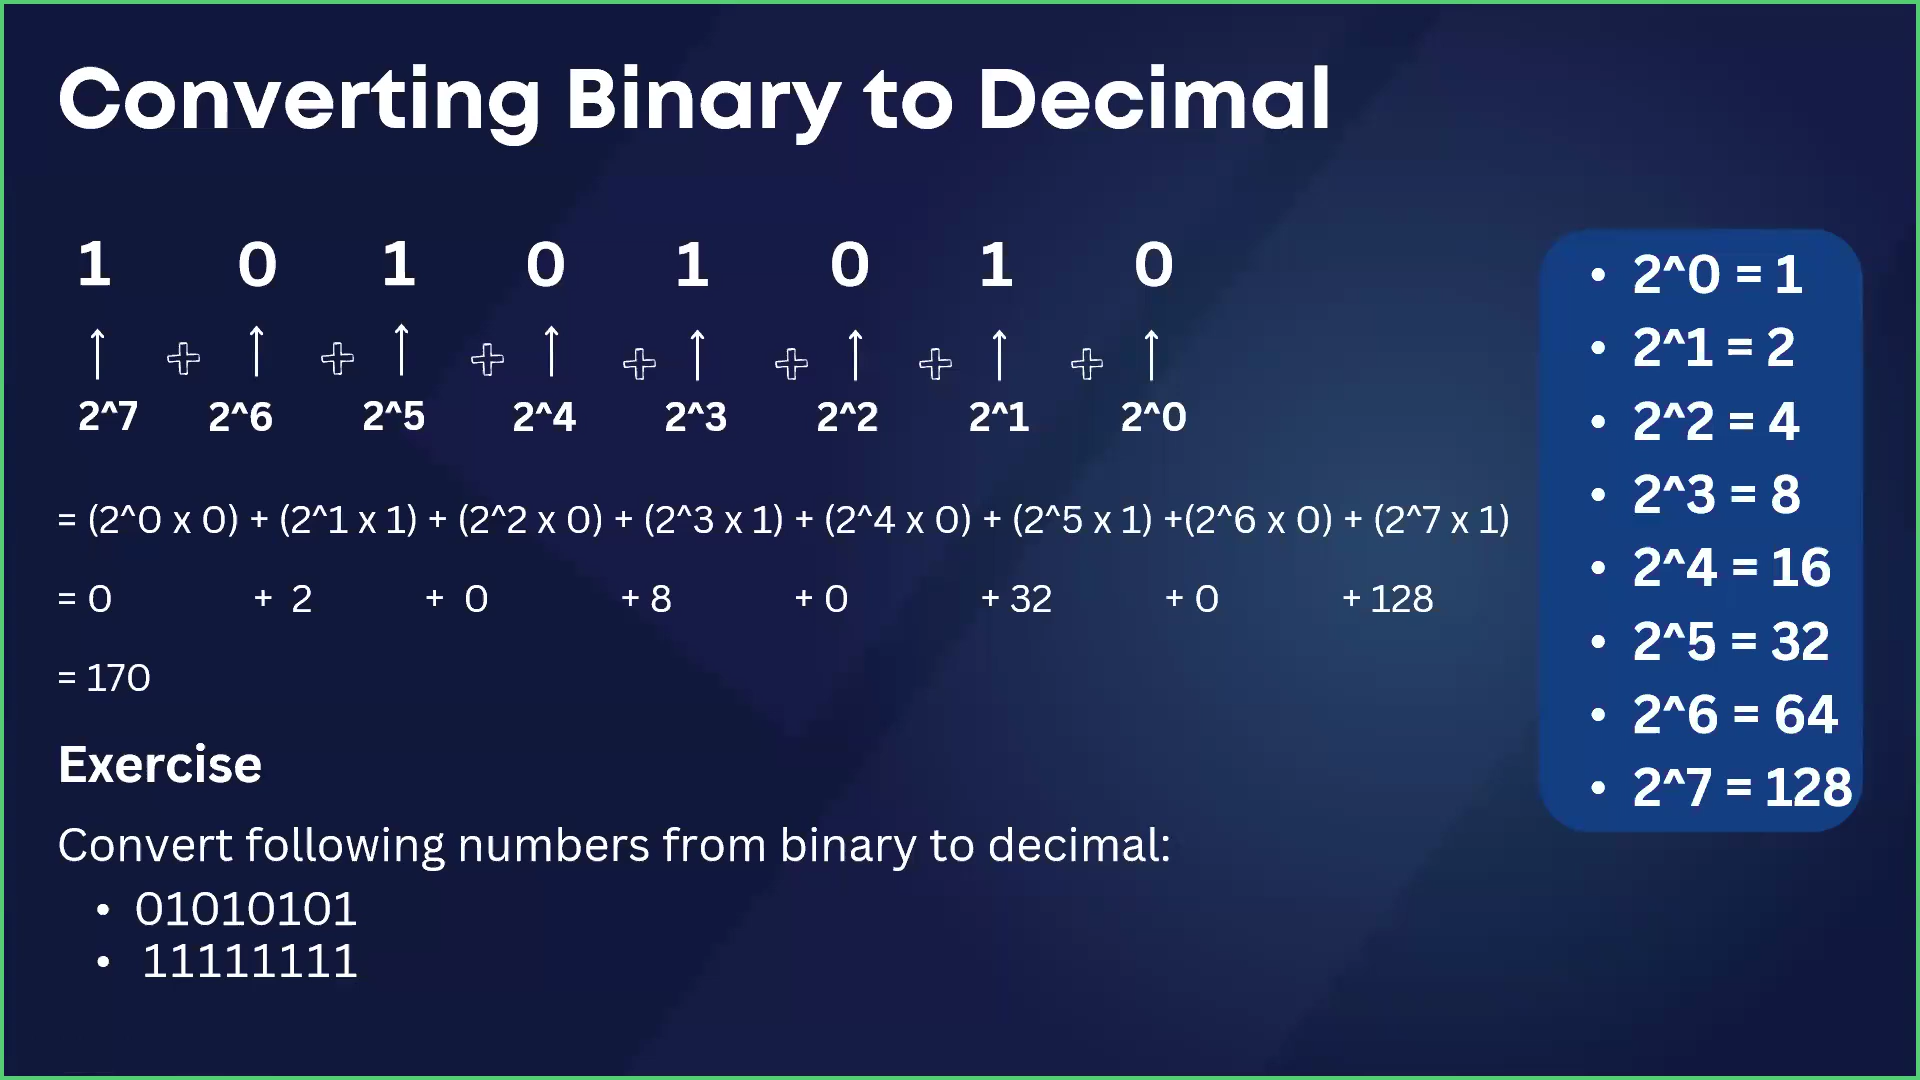 Converting Binary to Decimal
1 0 1 0 1 0 1 0
+ + + + + + +
2^7 2^6 2^5 2^4 2^3 2^2 2^1 2^0
= (2^0 x 0) + (2^1 x 1) + (2^2 x 0) + (2^3 x 1) + (2^4 x 0) + (2^5 x 1) +(2^6 x 0) + (2^7 x 1)
= 0 + 2 + 0 + 8 + 0 + 32 + 0 + 128
= 170
Exercise
Convert following numbers from binary to decimal:
• 01010101
• 11111111
• 2^0 = 1
• 2^1 = 2
• 2^2 = 4
• 2^3 = 8
• 2^4 = 16
• 2^5 = 32
• 2^6 = 64
• 2^7 = 128